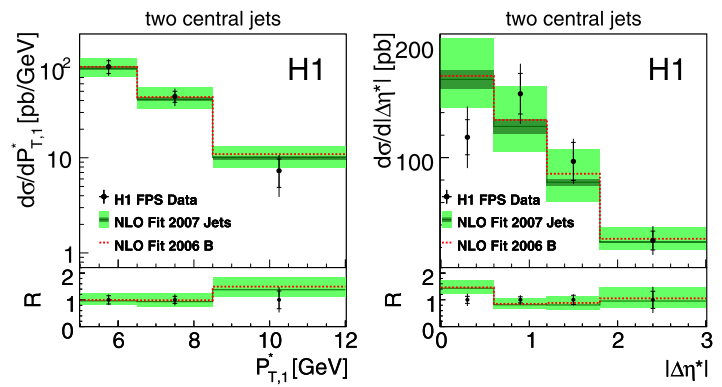 two central jets
dσ/dP*T,1 [pb/GeV]
10²
10
1
H1
H1 FPS Data
NLO Fit 2007 Jets
NLO Fit 2006 B
R
2
1
0
6 8 10 12
P*T,1 [GeV]
two central jets
dσ/d|Δη*| [pb]
200
100
H1
H1 FPS Data
NLO Fit 2007 Jets
NLO Fit 2006 B
R
2
1
0
0 1 2 3
|Δη*|